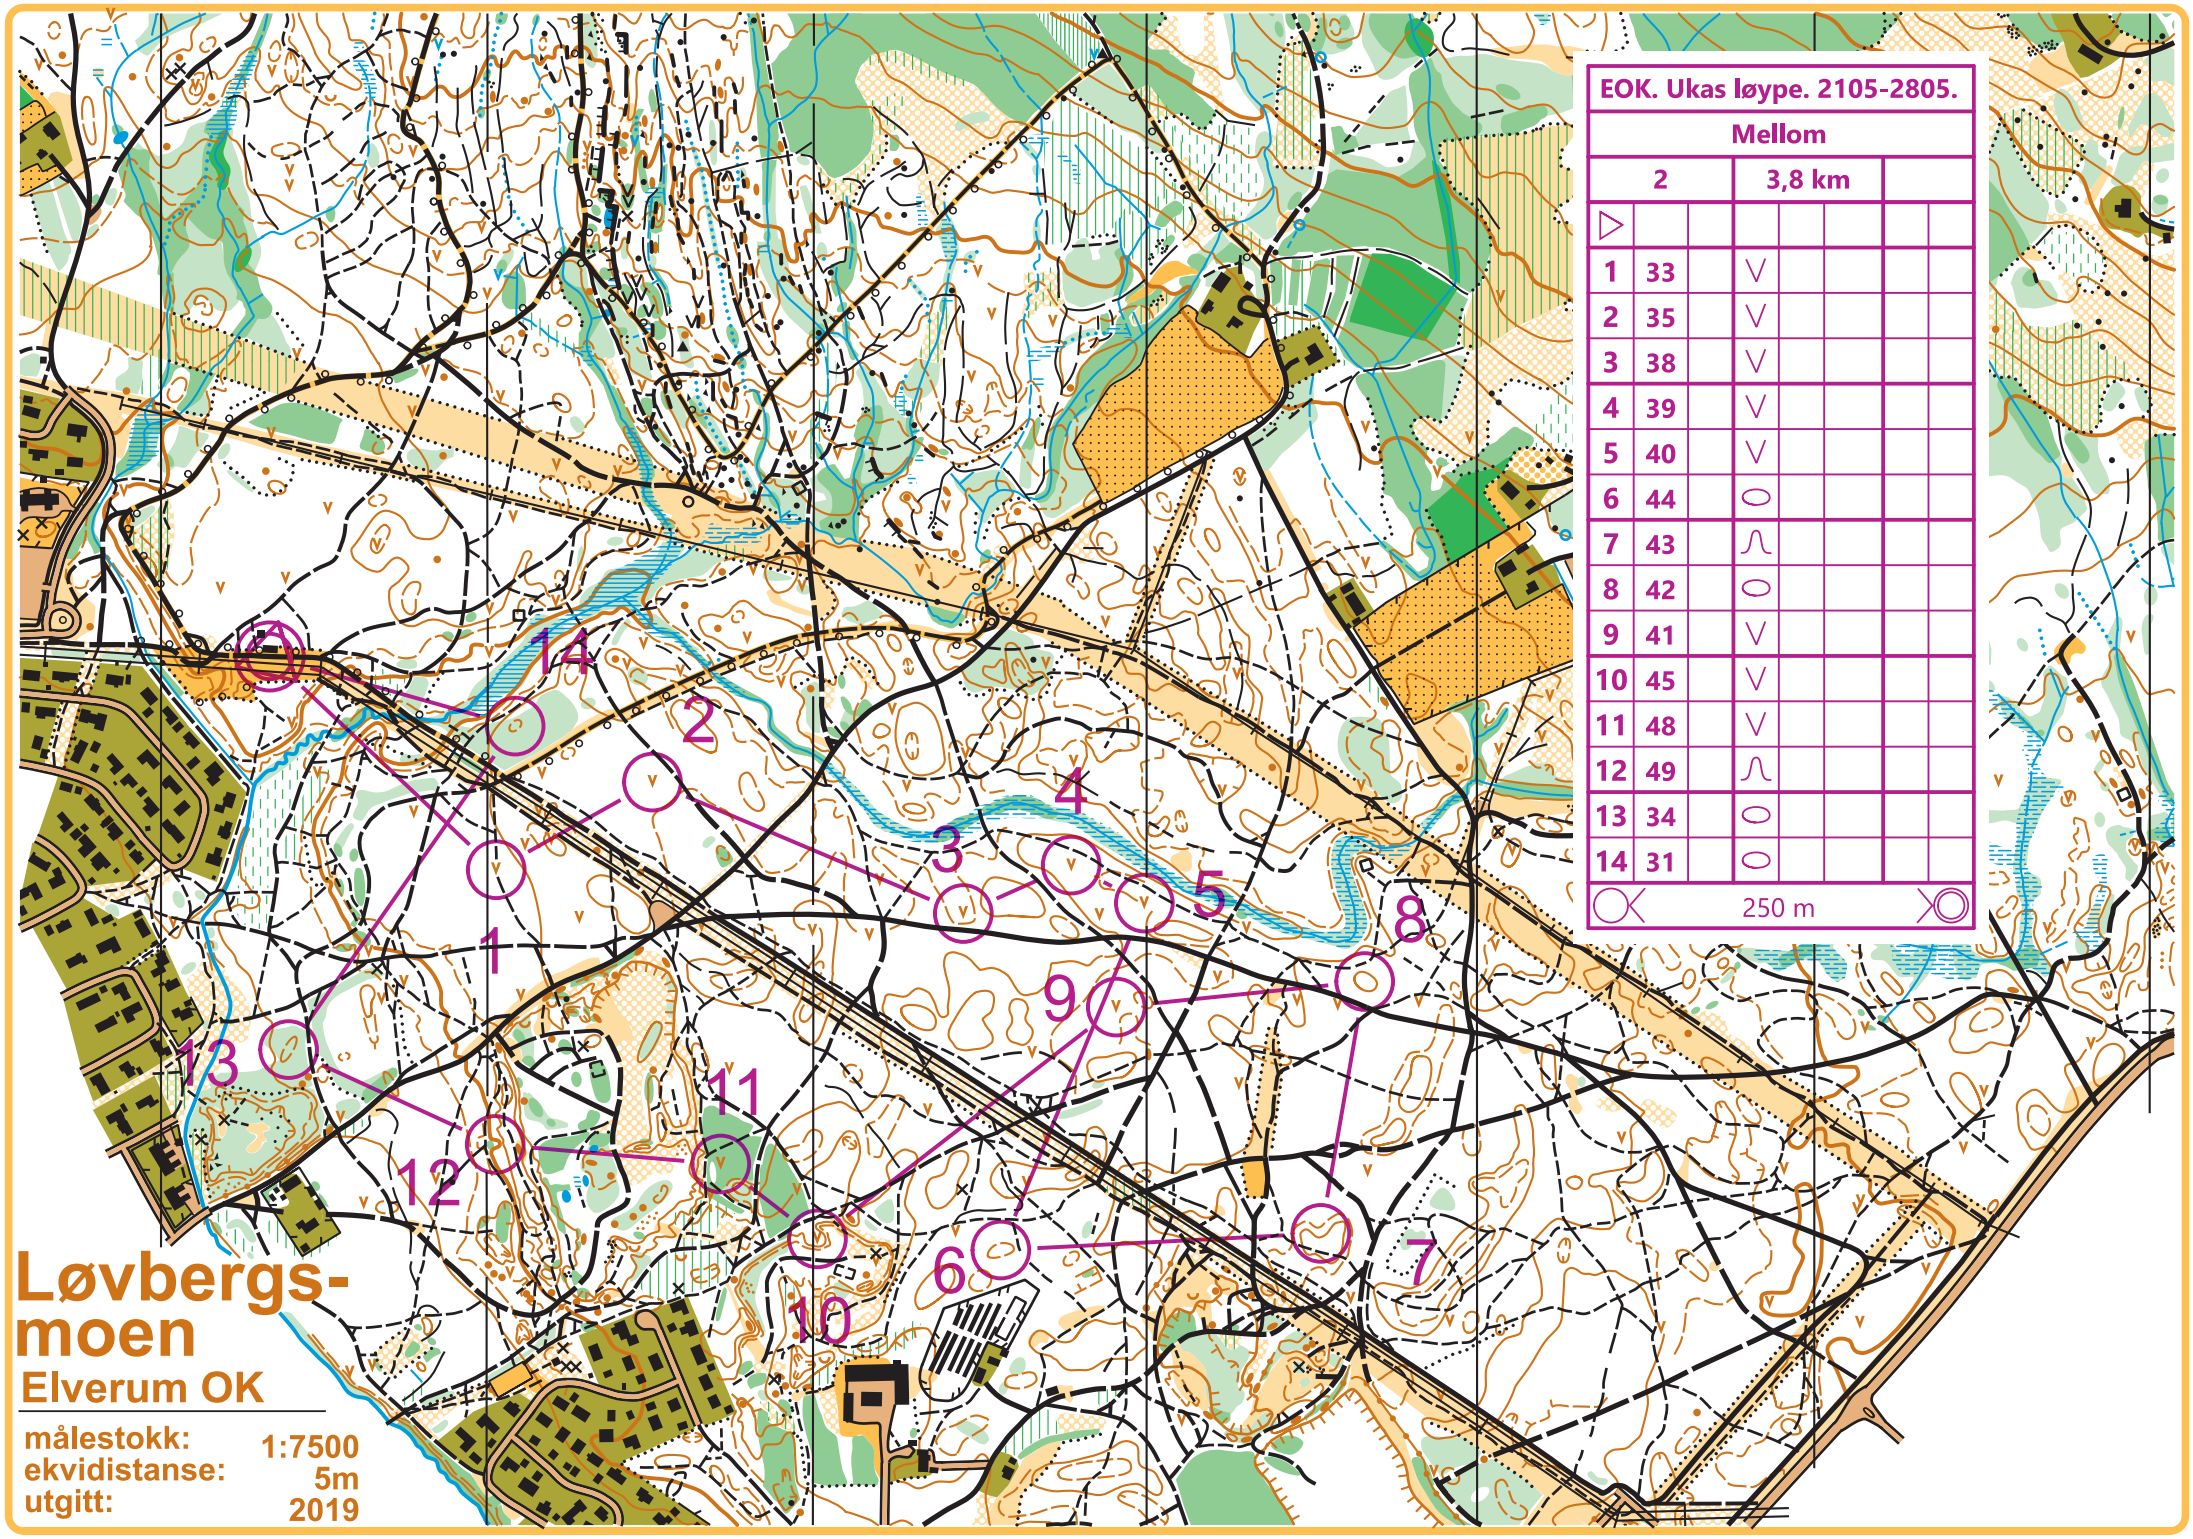 EOK. Ukas løype. 2105-2805.
Mellom
2 3,8 km
1 33
2 35
3 38
4 39
5 40
6 44
7 43
8 42
9 41
10 45
11 48
12 49
13 34
14 31
250 m
14
2
4
3
5
8
1
9
13
11
12
7
6
10
Løvbergs-
moen
Elverum OK
målestokk: 1:7500
ekvidistanse: 5m
utgitt: 2019